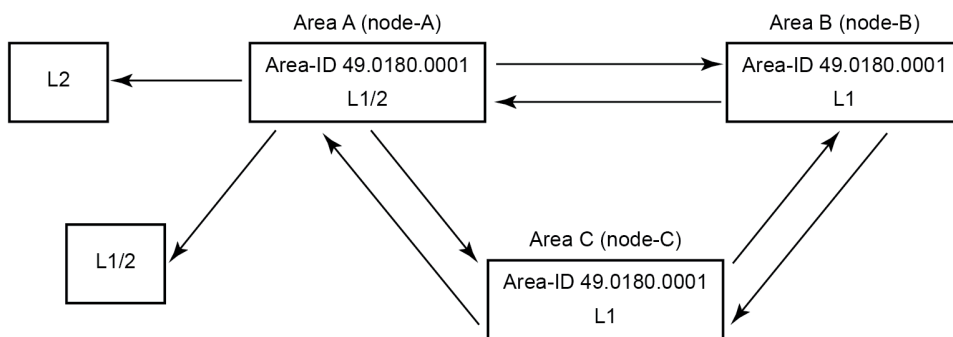 Area A (node-A)
Area B (node-B)
L2
Area-ID 49.0180.0001
L1/2
Area-ID 49.0180.0001
L1
L1/2
Area C (node-C)
Area-ID 49.0180.0001
L1